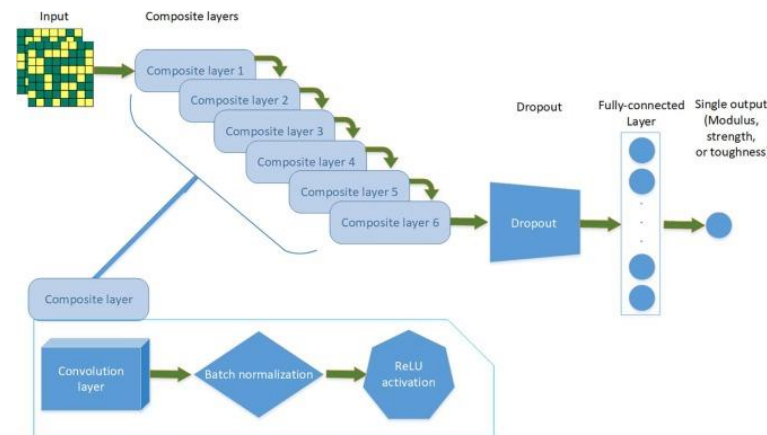 Input
Composite layers
Composite layer 1
Composite layer 2
Composite layer 3
Composite layer 4
Composite layer 5
Composite layer 6
Dropout
Dropout
Fully-connected
Layer
Single output
(Modulus,
strength,
or toughness)
Composite layer
Convolution
layer
Batch normalization
ReLU
activation